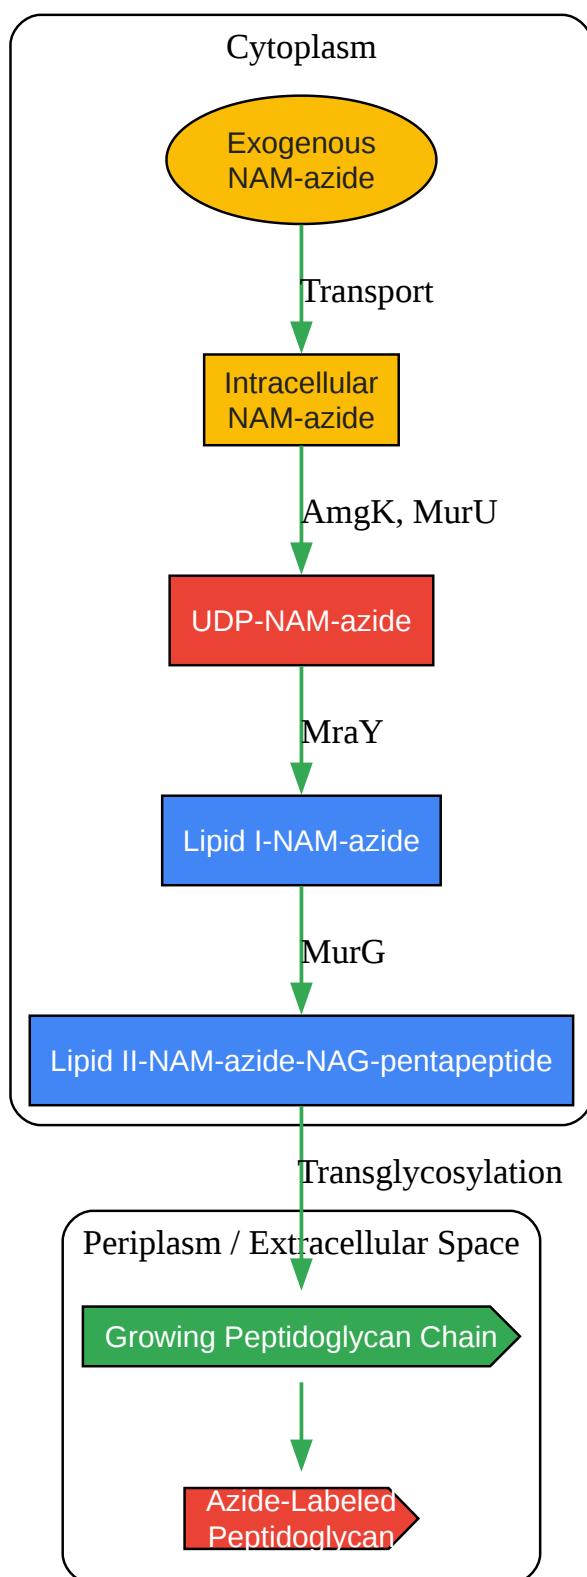 Cytoplasm
Exogenous
NAM-azide
Transport
Intracellular
NAM-azide
AmgK, MurU
UDP-NAM-azide
MraY
Lipid I-NAM-azide
MurG
Lipid II-NAM-azide-NAG-pentapeptide
Transglycosylation
Periplasm / Extracellular Space
Growing Peptidoglycan Chain
Azide-Labeled
Peptidoglycan